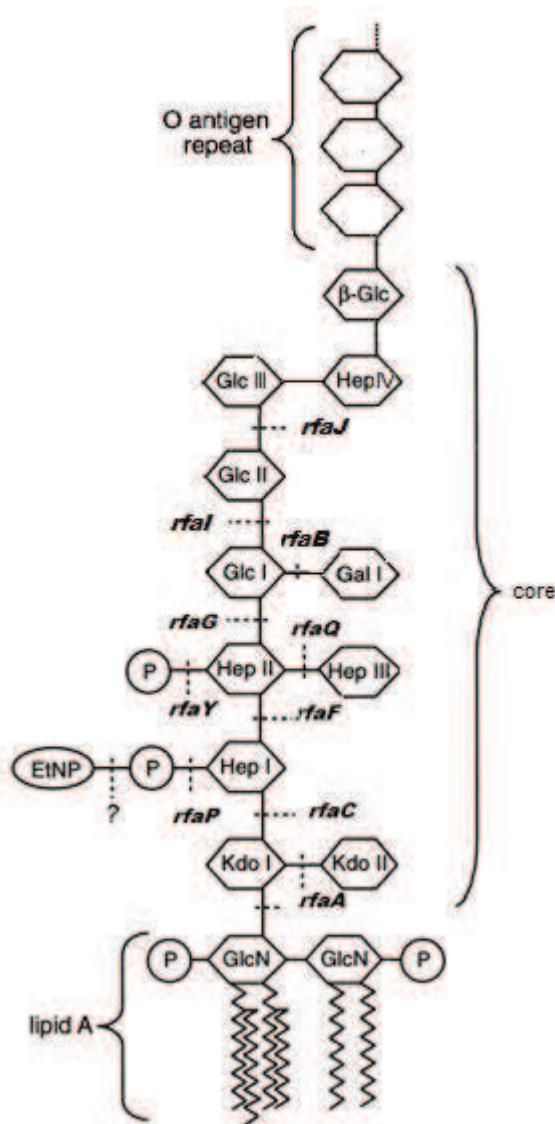 O antigen
repeat
β-Glc
Glc III
Hep IV
rfaJ
Glc II
rfaI
rfaB
Glc I
Gal I
core
rfaG
rfaQ
P
Hep II
Hep III
rfaY
rfaF
EtNP
P
Hep I
?
rfaP
rfaC
Kdo I
Kdo II
rfaA
P
GlcN
GlcN
P
lipid A